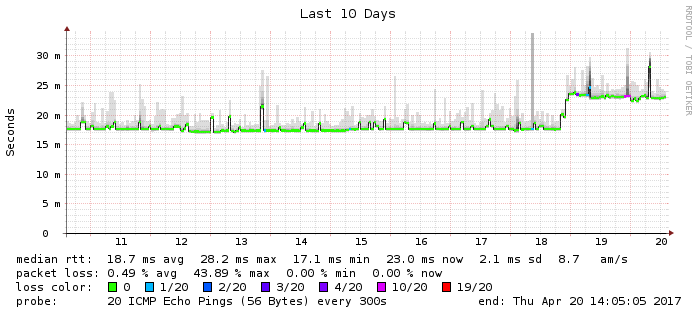 Last 10 Days
RRDTOOL / TOBI OETIKER
Seconds
30 m
25 m
20 m
15 m
10 m
5 m
0
11 12 13 14 15 16 17 18 19 20
median rtt: 18.7 ms avg 28.2 ms max 17.1 ms min 23.0 ms now 2.1 ms sd 8.7 am/s
packet loss: 0.49 % avg 43.89 % max 0.00 % min 0.00 % now
loss color: 0 1/20 2/20 3/20 4/20 10/20 19/20
probe: 20 ICMP Echo Pings (56 Bytes) every 300s end: Thu Apr 20 14:05:05 2017